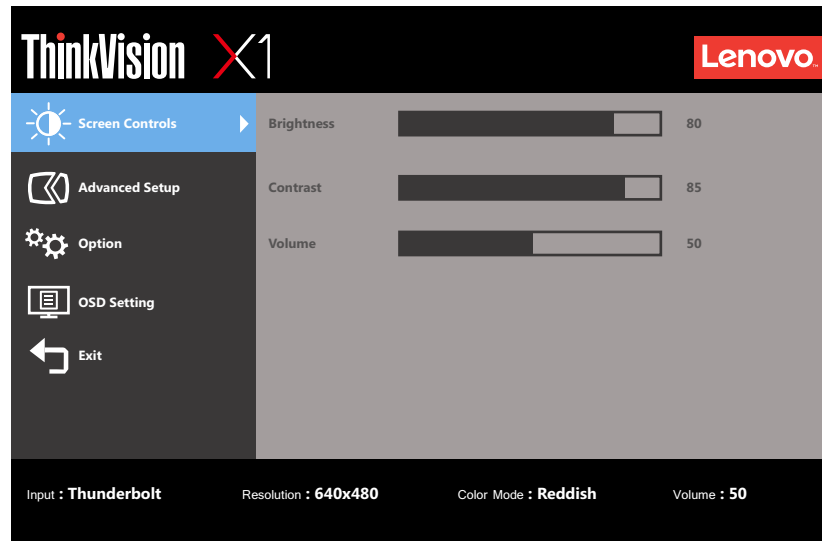 ThinkVision X1
Lenovo.
Screen Controls
Brightness 80
Advanced Setup
Contrast 85
Option
Volume 50
OSD Setting
Exit
Input : Thunderbolt Resolution : 640x480 Color Mode : Reddish Volume : 50